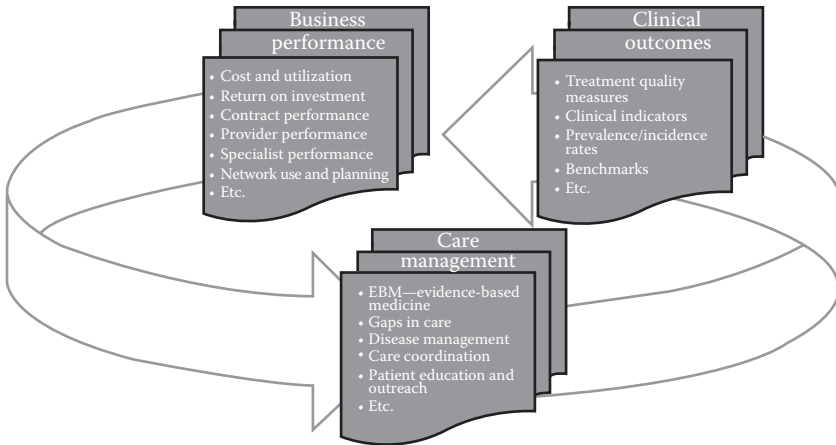 Business
performance
• Cost and utilization
• Return on investment
• Contract performance
• Provider performance
• Specialist performance
• Network use and planning
• Etc.
Clinical
outcomes
• Treatment quality
measures
• Clinical indicators
• Prevalence/incidence
rates
• Benchmarks
• Etc.
Care
management
• EBM—evidence-based
medicine
• Gaps in care
• Disease management
• Care coordination
• Patient education and
outreach
• Etc.